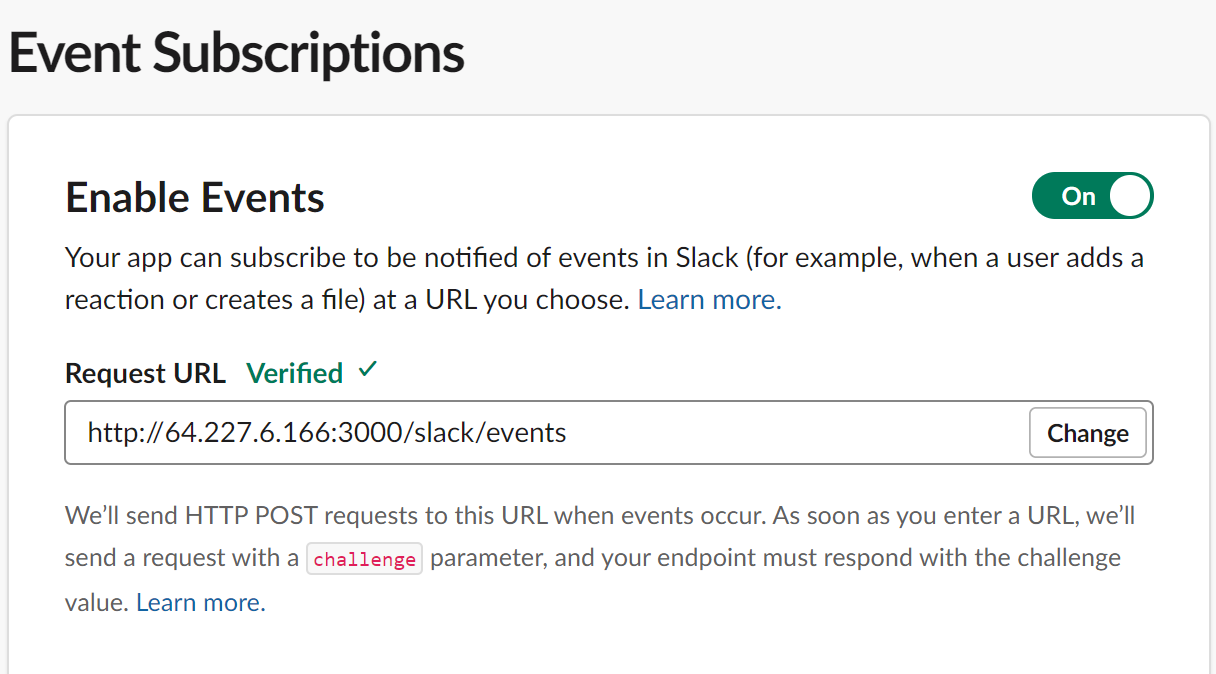 Event Subscriptions
Enable Events
On
Your app can subscribe to be notified of events in Slack (for example, when a user adds a
reaction or creates a file) at a URL you choose. Learn more.
Request URL Verified ✓
http://64.227.6.166:3000/slack/events
Change
We’ll send HTTP POST requests to this URL when events occur. As soon as you enter a URL, we’ll
send a request with a challenge parameter, and your endpoint must respond with the challenge
value. Learn more.